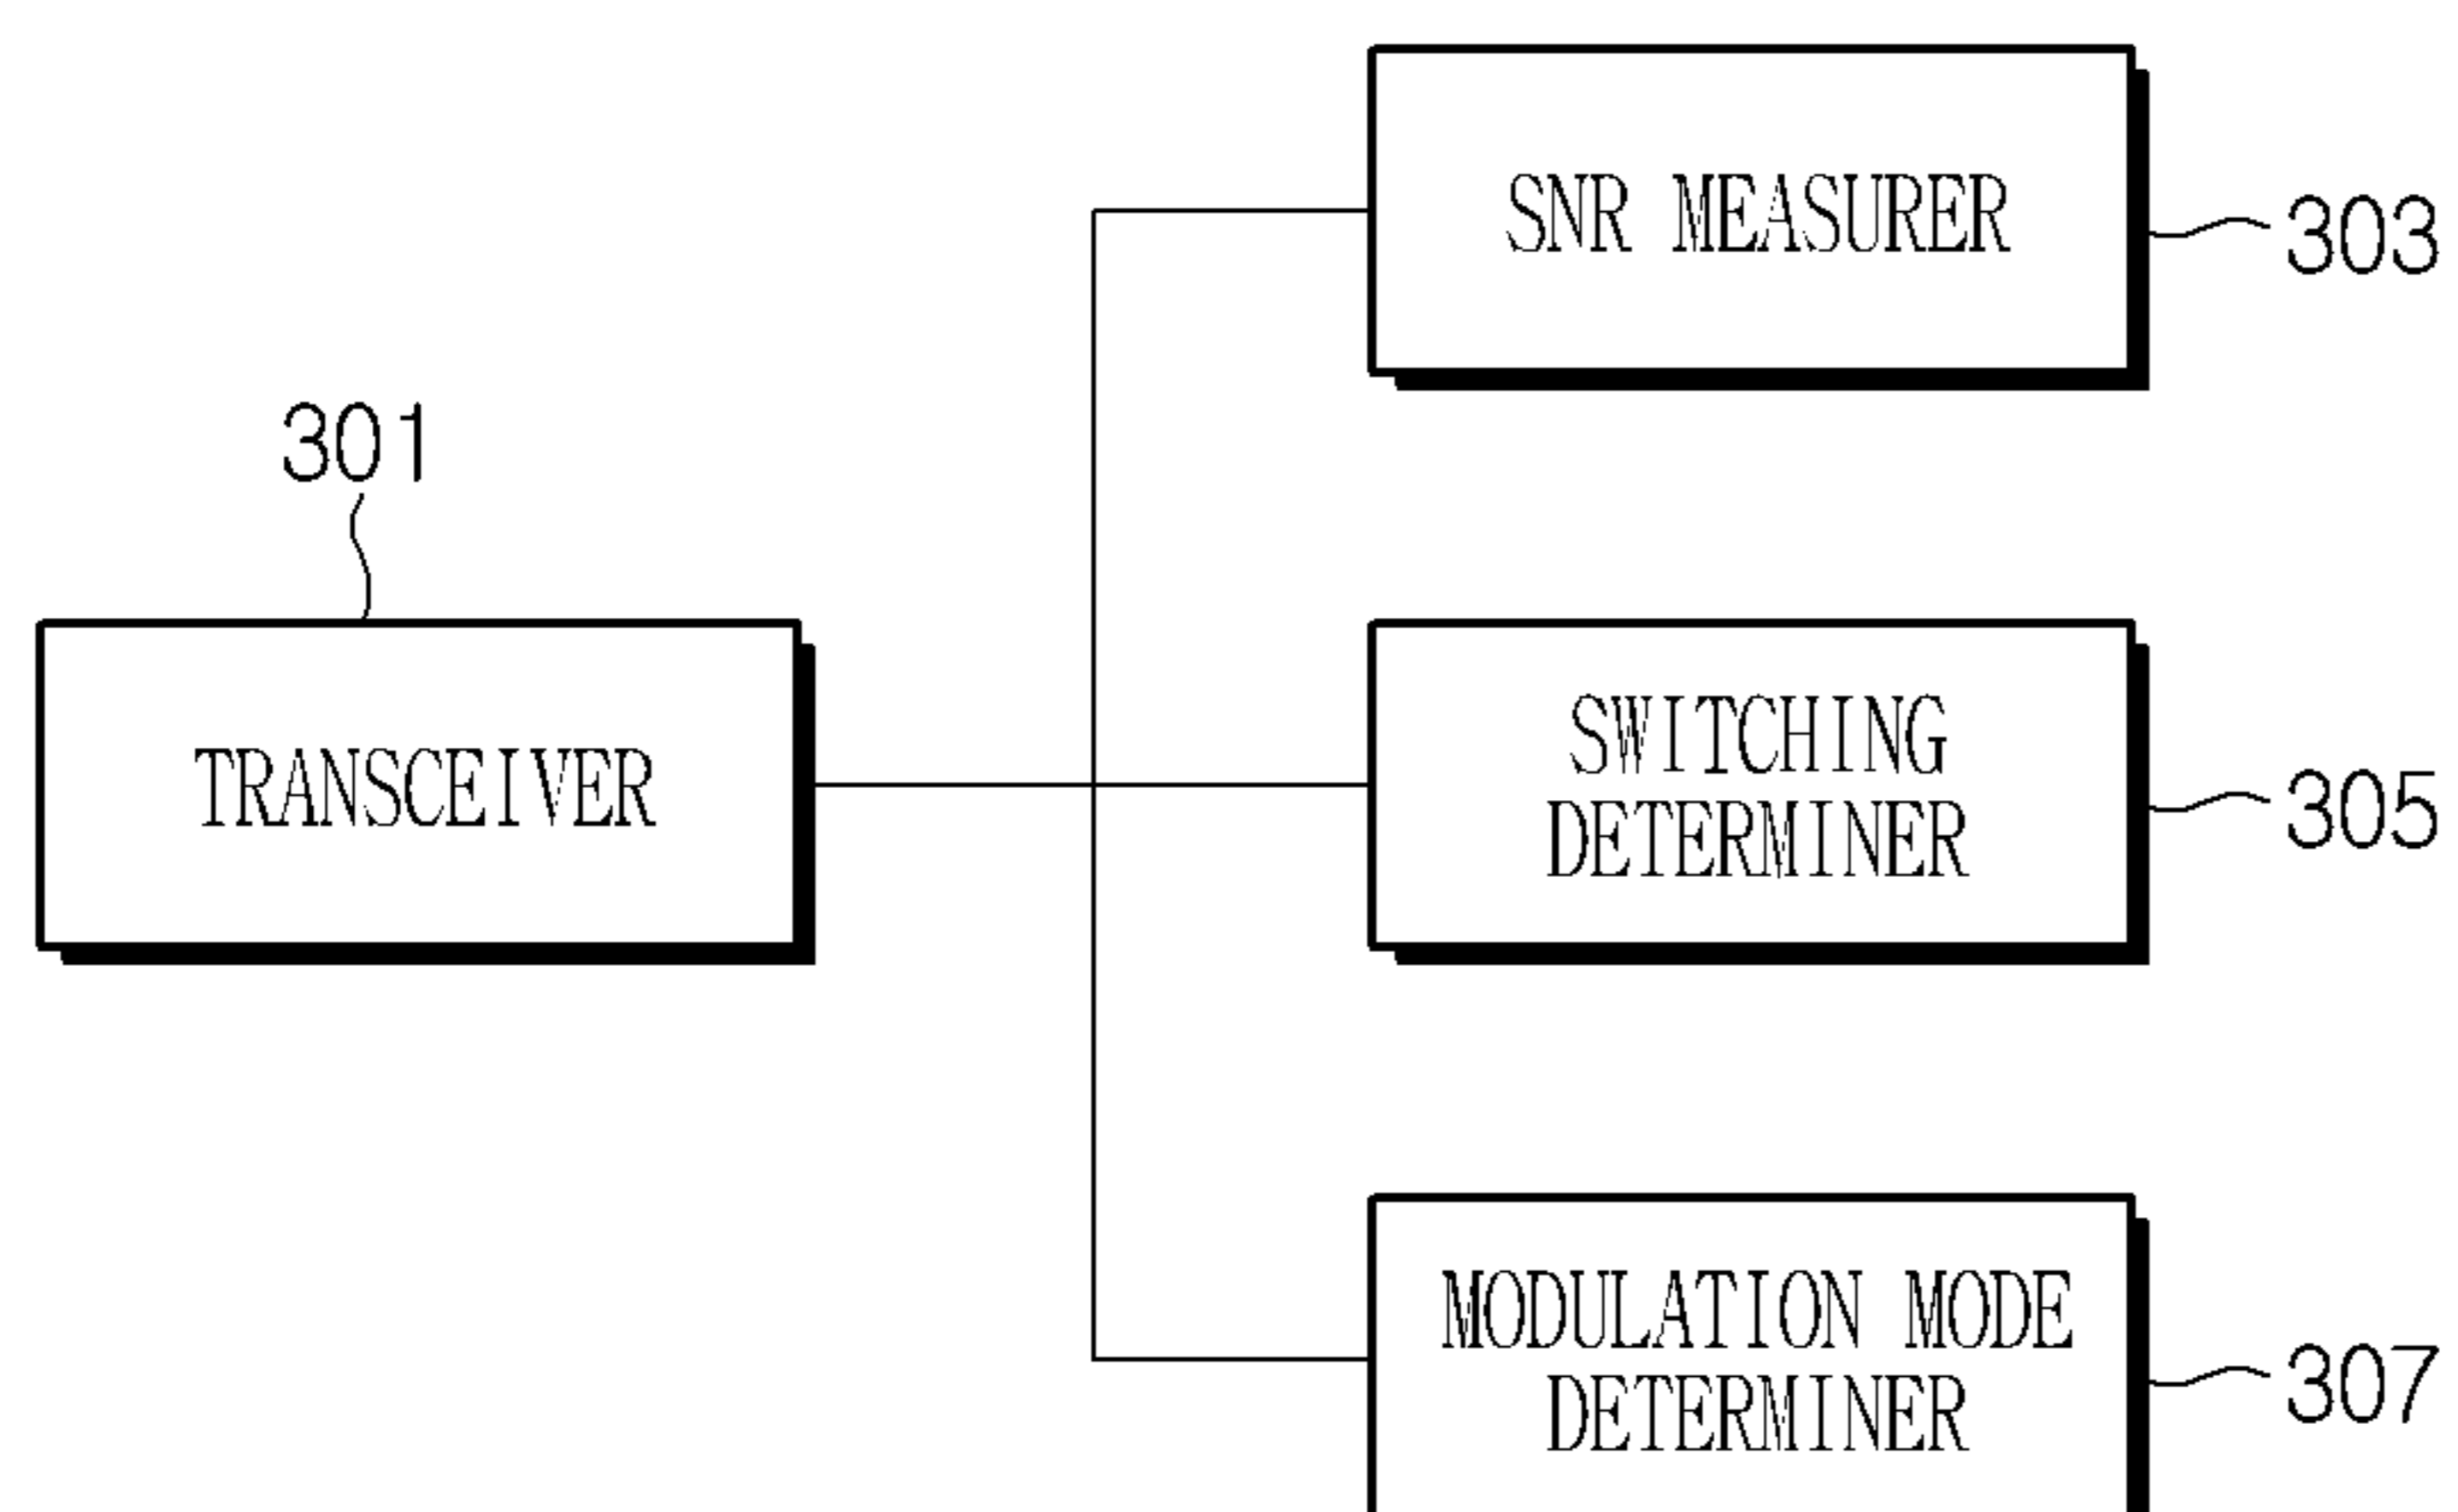 SNR MEASURER
303
301
TRANSCEIVER
SWITCHING
DETERMINER
305
MODULATION MODE
DETERMINER
307